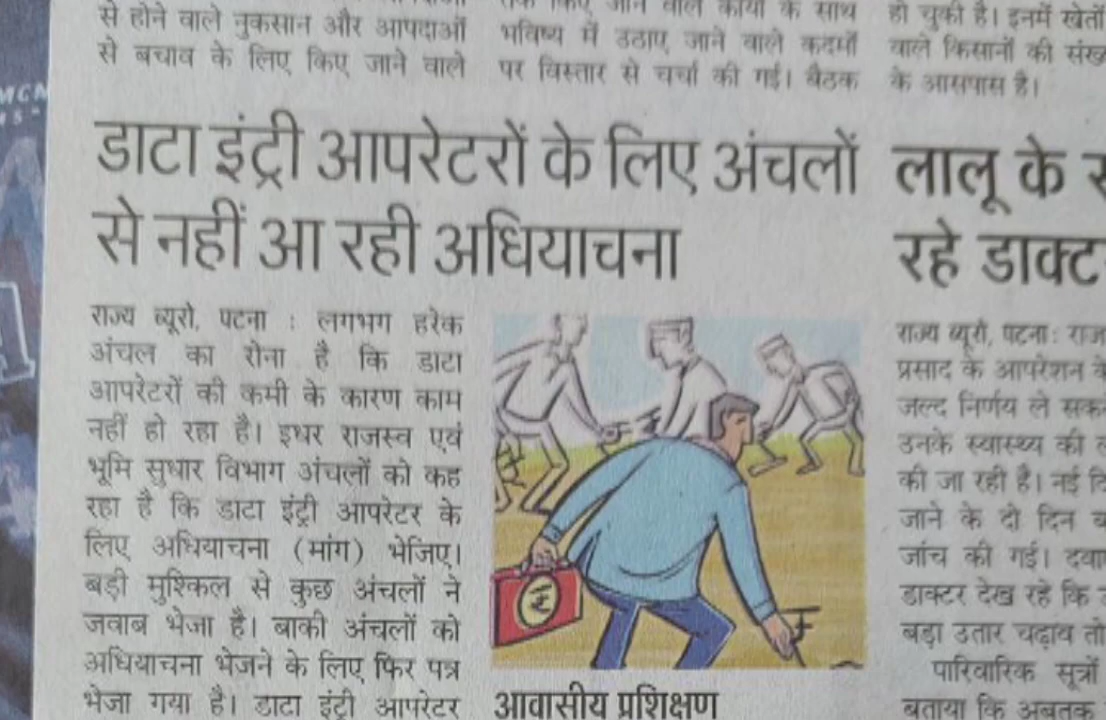 से होने वाले नुकसान और आपदाओं
से बचाव के लिए किए जाने वाले
किए जाने वाले कार्यों के साथ
भविष्य में उठाए जाने वाले कदमों
पर विस्तार से चर्चा की गई। बैठक
हो चुकी है। इनमें खेतों
वाले किसानों की
के आसपास है।
डाटा इंट्री आपरेटरों के लिए अंचलों
से नहीं आ रही अधियाचना
राज्य ब्यूरो, पटना : लगभग हरेक
अंचल का रोना है कि डाटा
आपरेटरों की कमी के कारण काम
नहीं हो रहा है। इधर राजस्व एवं
भूमि सुधार विभाग अंचलों को कह
रहा है कि डाटा इंट्री आपरेटर के
लिए अधियाचना (मांग) भेजिए।
बड़ी मुश्किल से कुछ अंचलों ने
जवाब भेजा है। बाकी अंचलों को
अधियाचना भेजने के लिए फिर पत्र
भेजा गया है। डाटा इंट्री आपरेटर
₹
आवासीय प्रशिक्षण
लालू के
रहे
राज्य ब्यूरो, पटना:
प्रसाद के आपरेशन
जल्द निर्णय ले
उनके स्वास्थ्य की
की जा रही है। नई
जाने के दो दिन
जांच की गई।
डाक्टर देख रहे कि
बड़ा उतार चढ़ाव तो
पारिवारिक सूत्रों
बताया कि अबतक